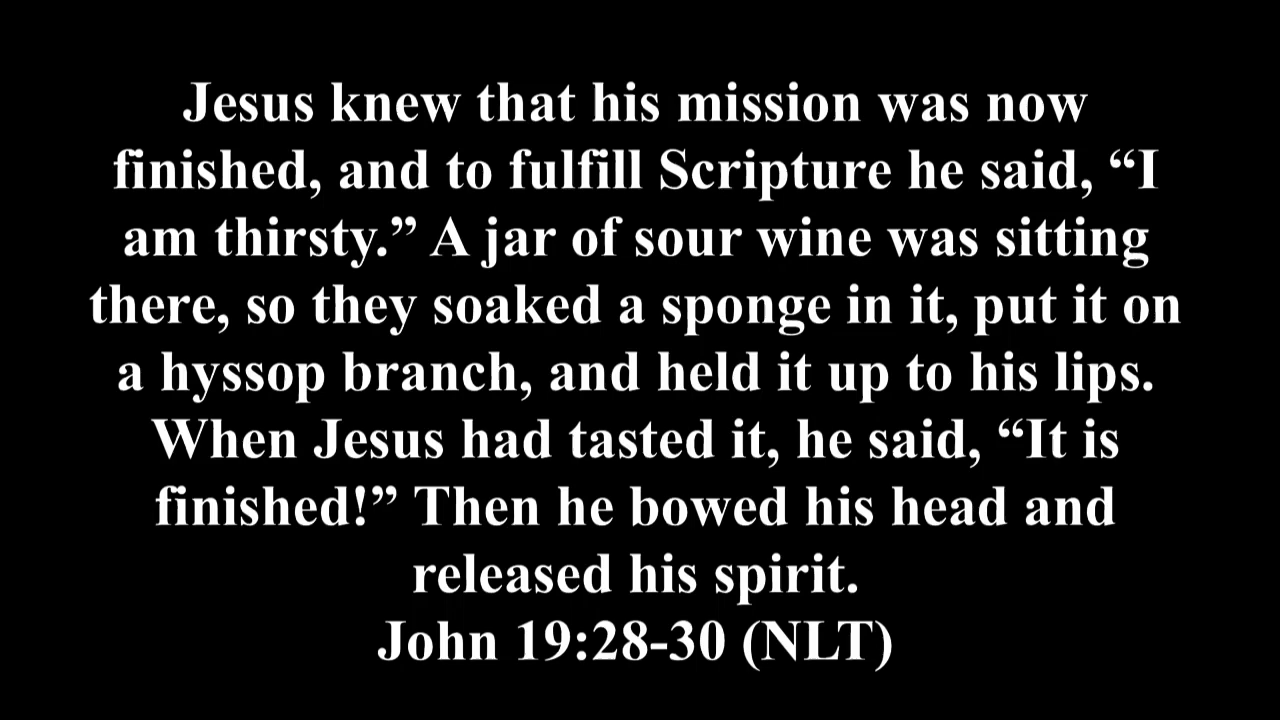 Jesus knew that his mission was now
finished, and to fulfill Scripture he said, “I
am thirsty.” A jar of sour wine was sitting
there, so they soaked a sponge in it, put it on
a hyssop branch, and held it up to his lips.
When Jesus had tasted it, he said, “It is
finished!” Then he bowed his head and
released his spirit.
John 19:28-30 (NLT)